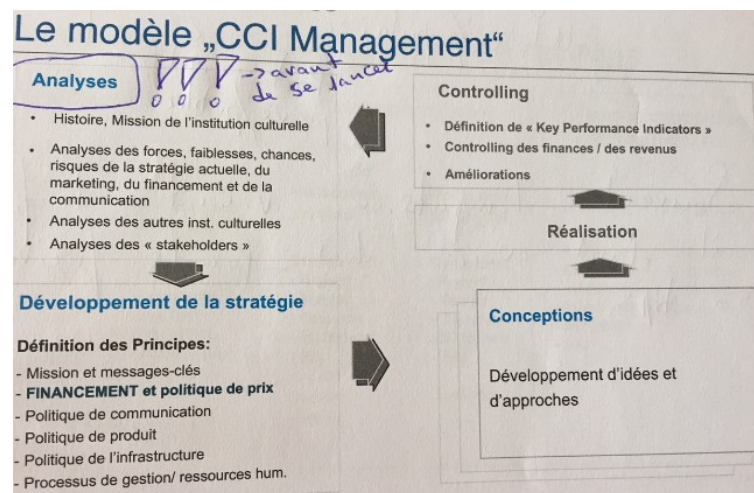 Le modèle „CCI Management“
Analyses
-> avant
de se lancer
• Histoire, Mission de l'institution culturelle
• Analyses des forces, faiblesses, chances,
risques de la stratégie actuelle, du
marketing, du financement et de la
communication
• Analyses des autres inst. culturelles
• Analyses des « stakeholders »
Développement de la stratégie
Définition des Principes:
- Mission et messages-clés
- FINANCEMENT et politique de prix
- Politique de communication
- Politique de produit
- Politique de l'infrastructure
- Processus de gestion/ ressources hum.
Conceptions
Développement d'idées et
d'approches
Réalisation
Controlling
• Définition de « Key Performance Indicators »
• Controlling des finances / des revenus
• Améliorations